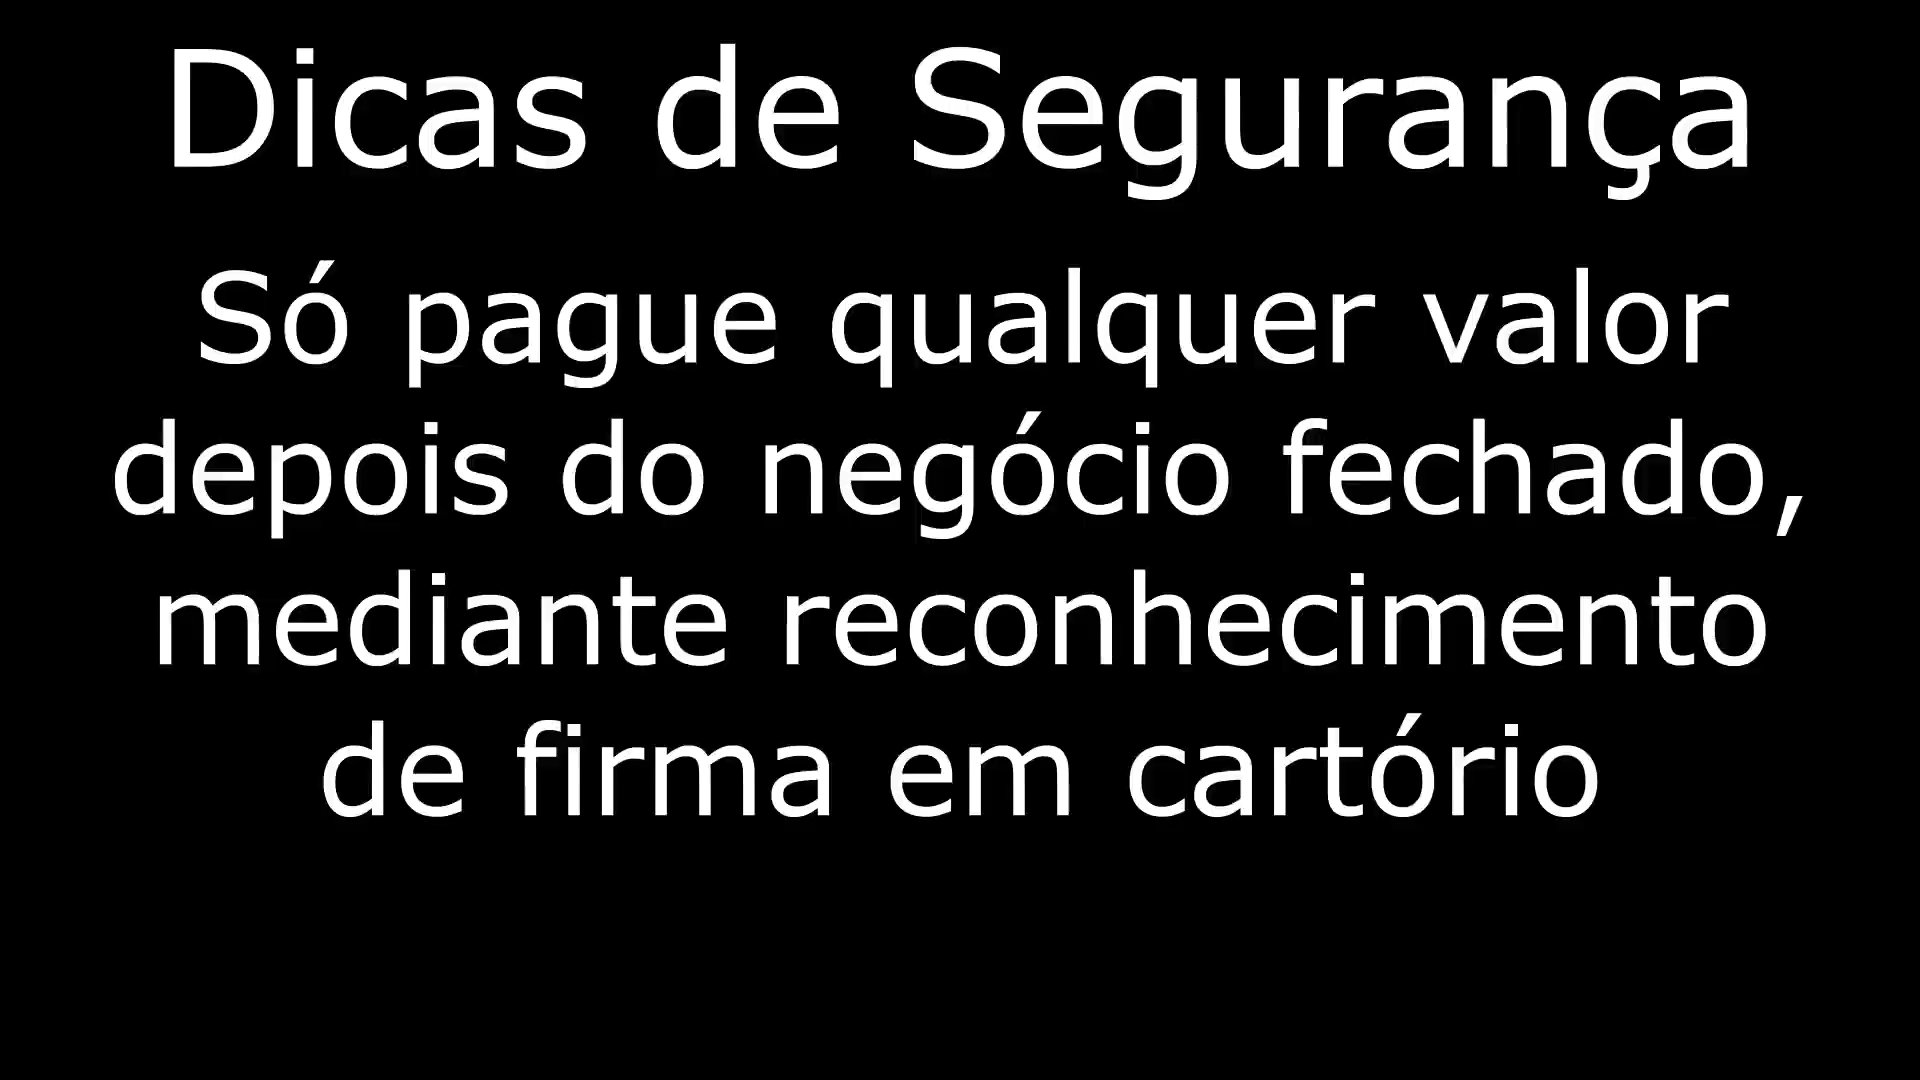 Dicas de Segurança
Só pague qualquer valor
depois do negócio fechado,
mediante reconhecimento
de firma em cartório